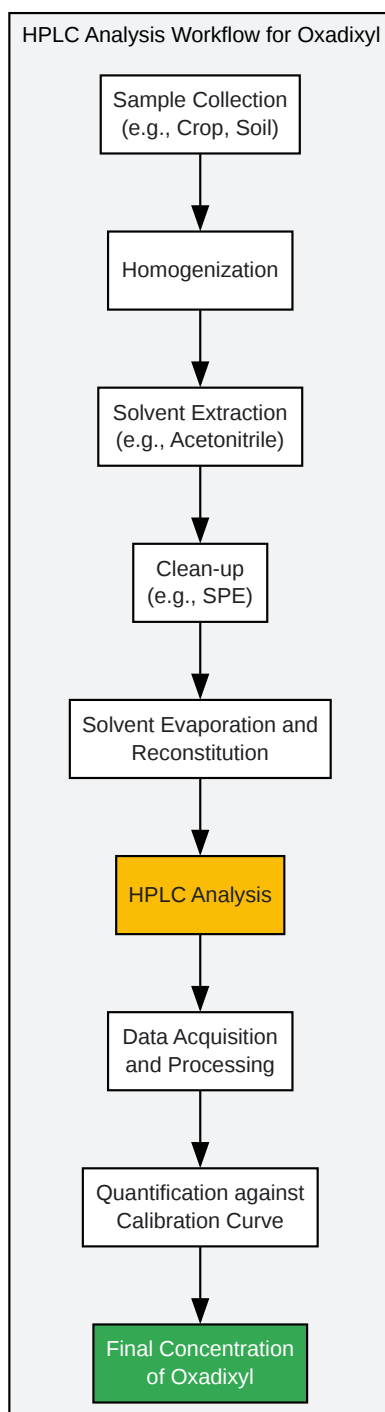 HPLC Analysis Workflow for Oxadixyl
Sample Collection
(e.g., Crop, Soil)
Homogenization
Solvent Extraction
(e.g., Acetonitrile)
Clean-up
(e.g., SPE)
Solvent Evaporation and
Reconstitution
HPLC Analysis
Data Acquisition
and Processing
Quantification against
Calibration Curve
Final Concentration
of Oxadixyl